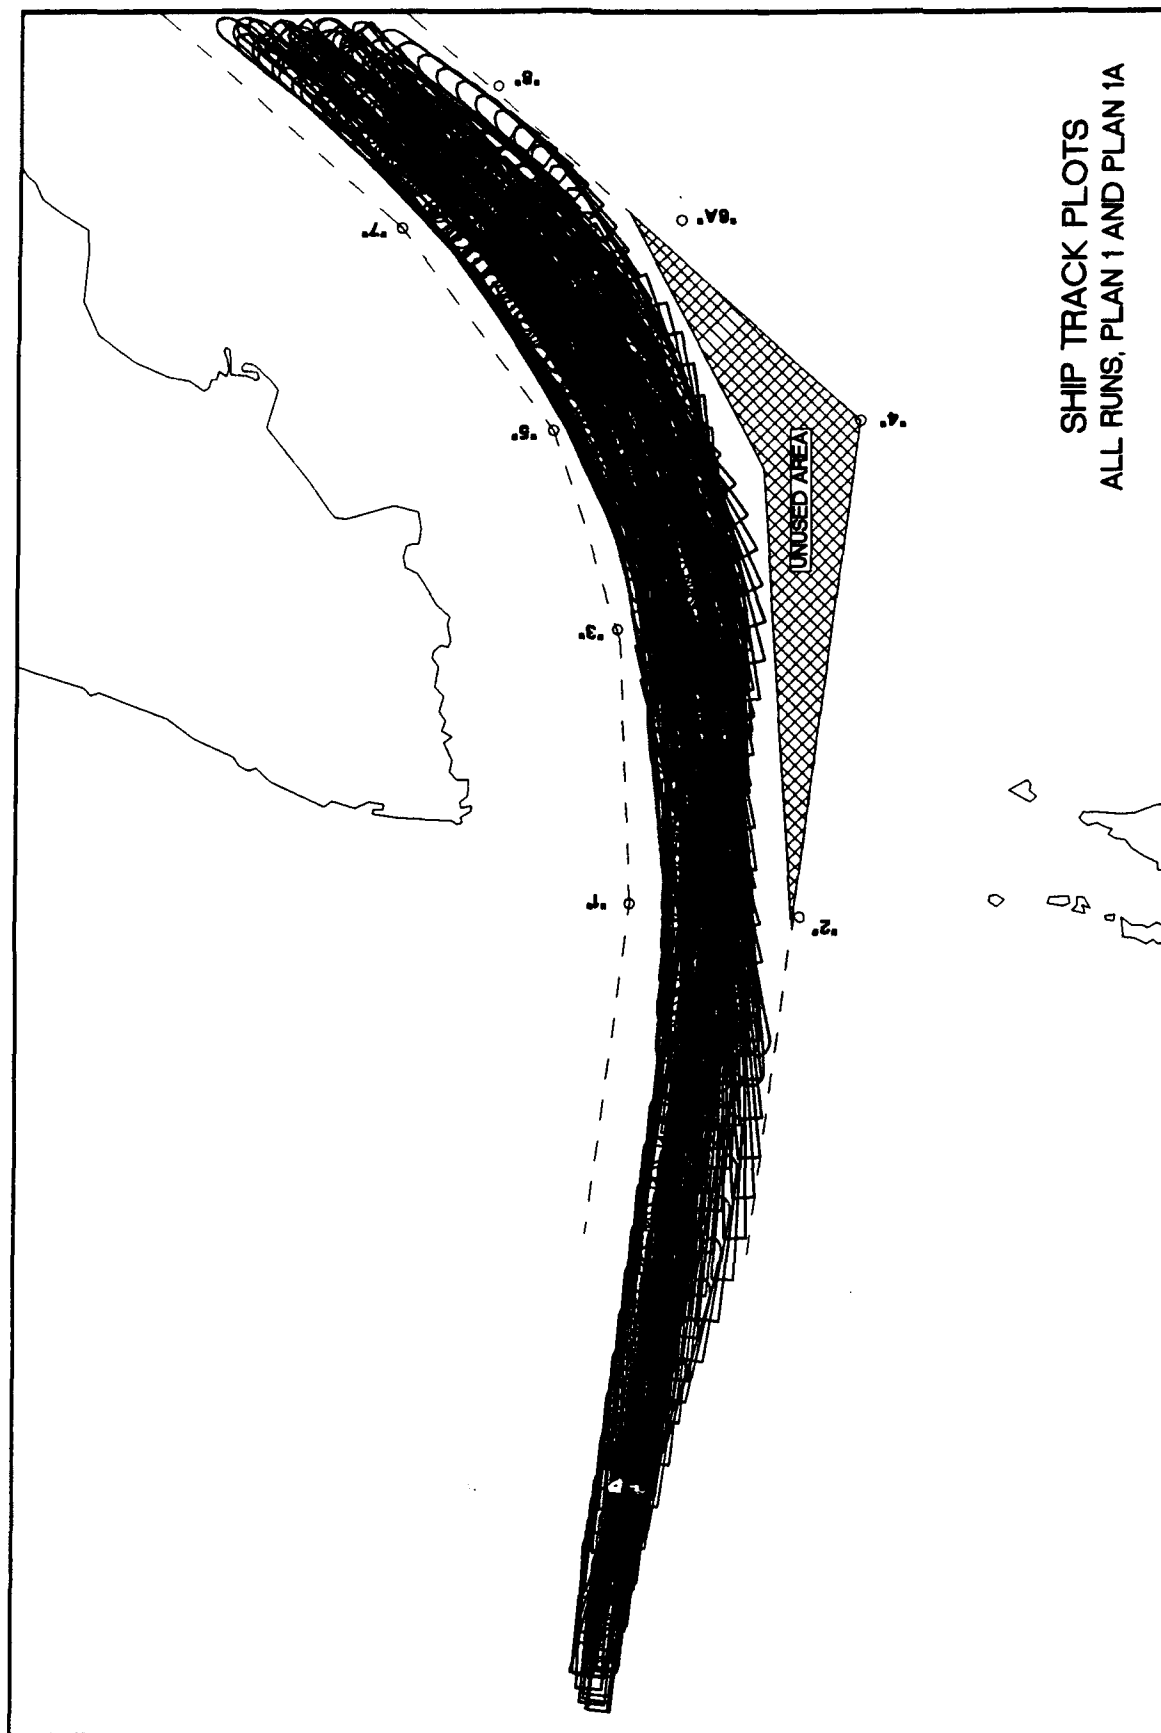 SHIP TRACK PLOTS
ALL RUNS, PLAN 1 AND PLAN 1A
UNUSED AREA
"8"
"6A"
"7"
"5"
"4"
"3"
"1"
"2"